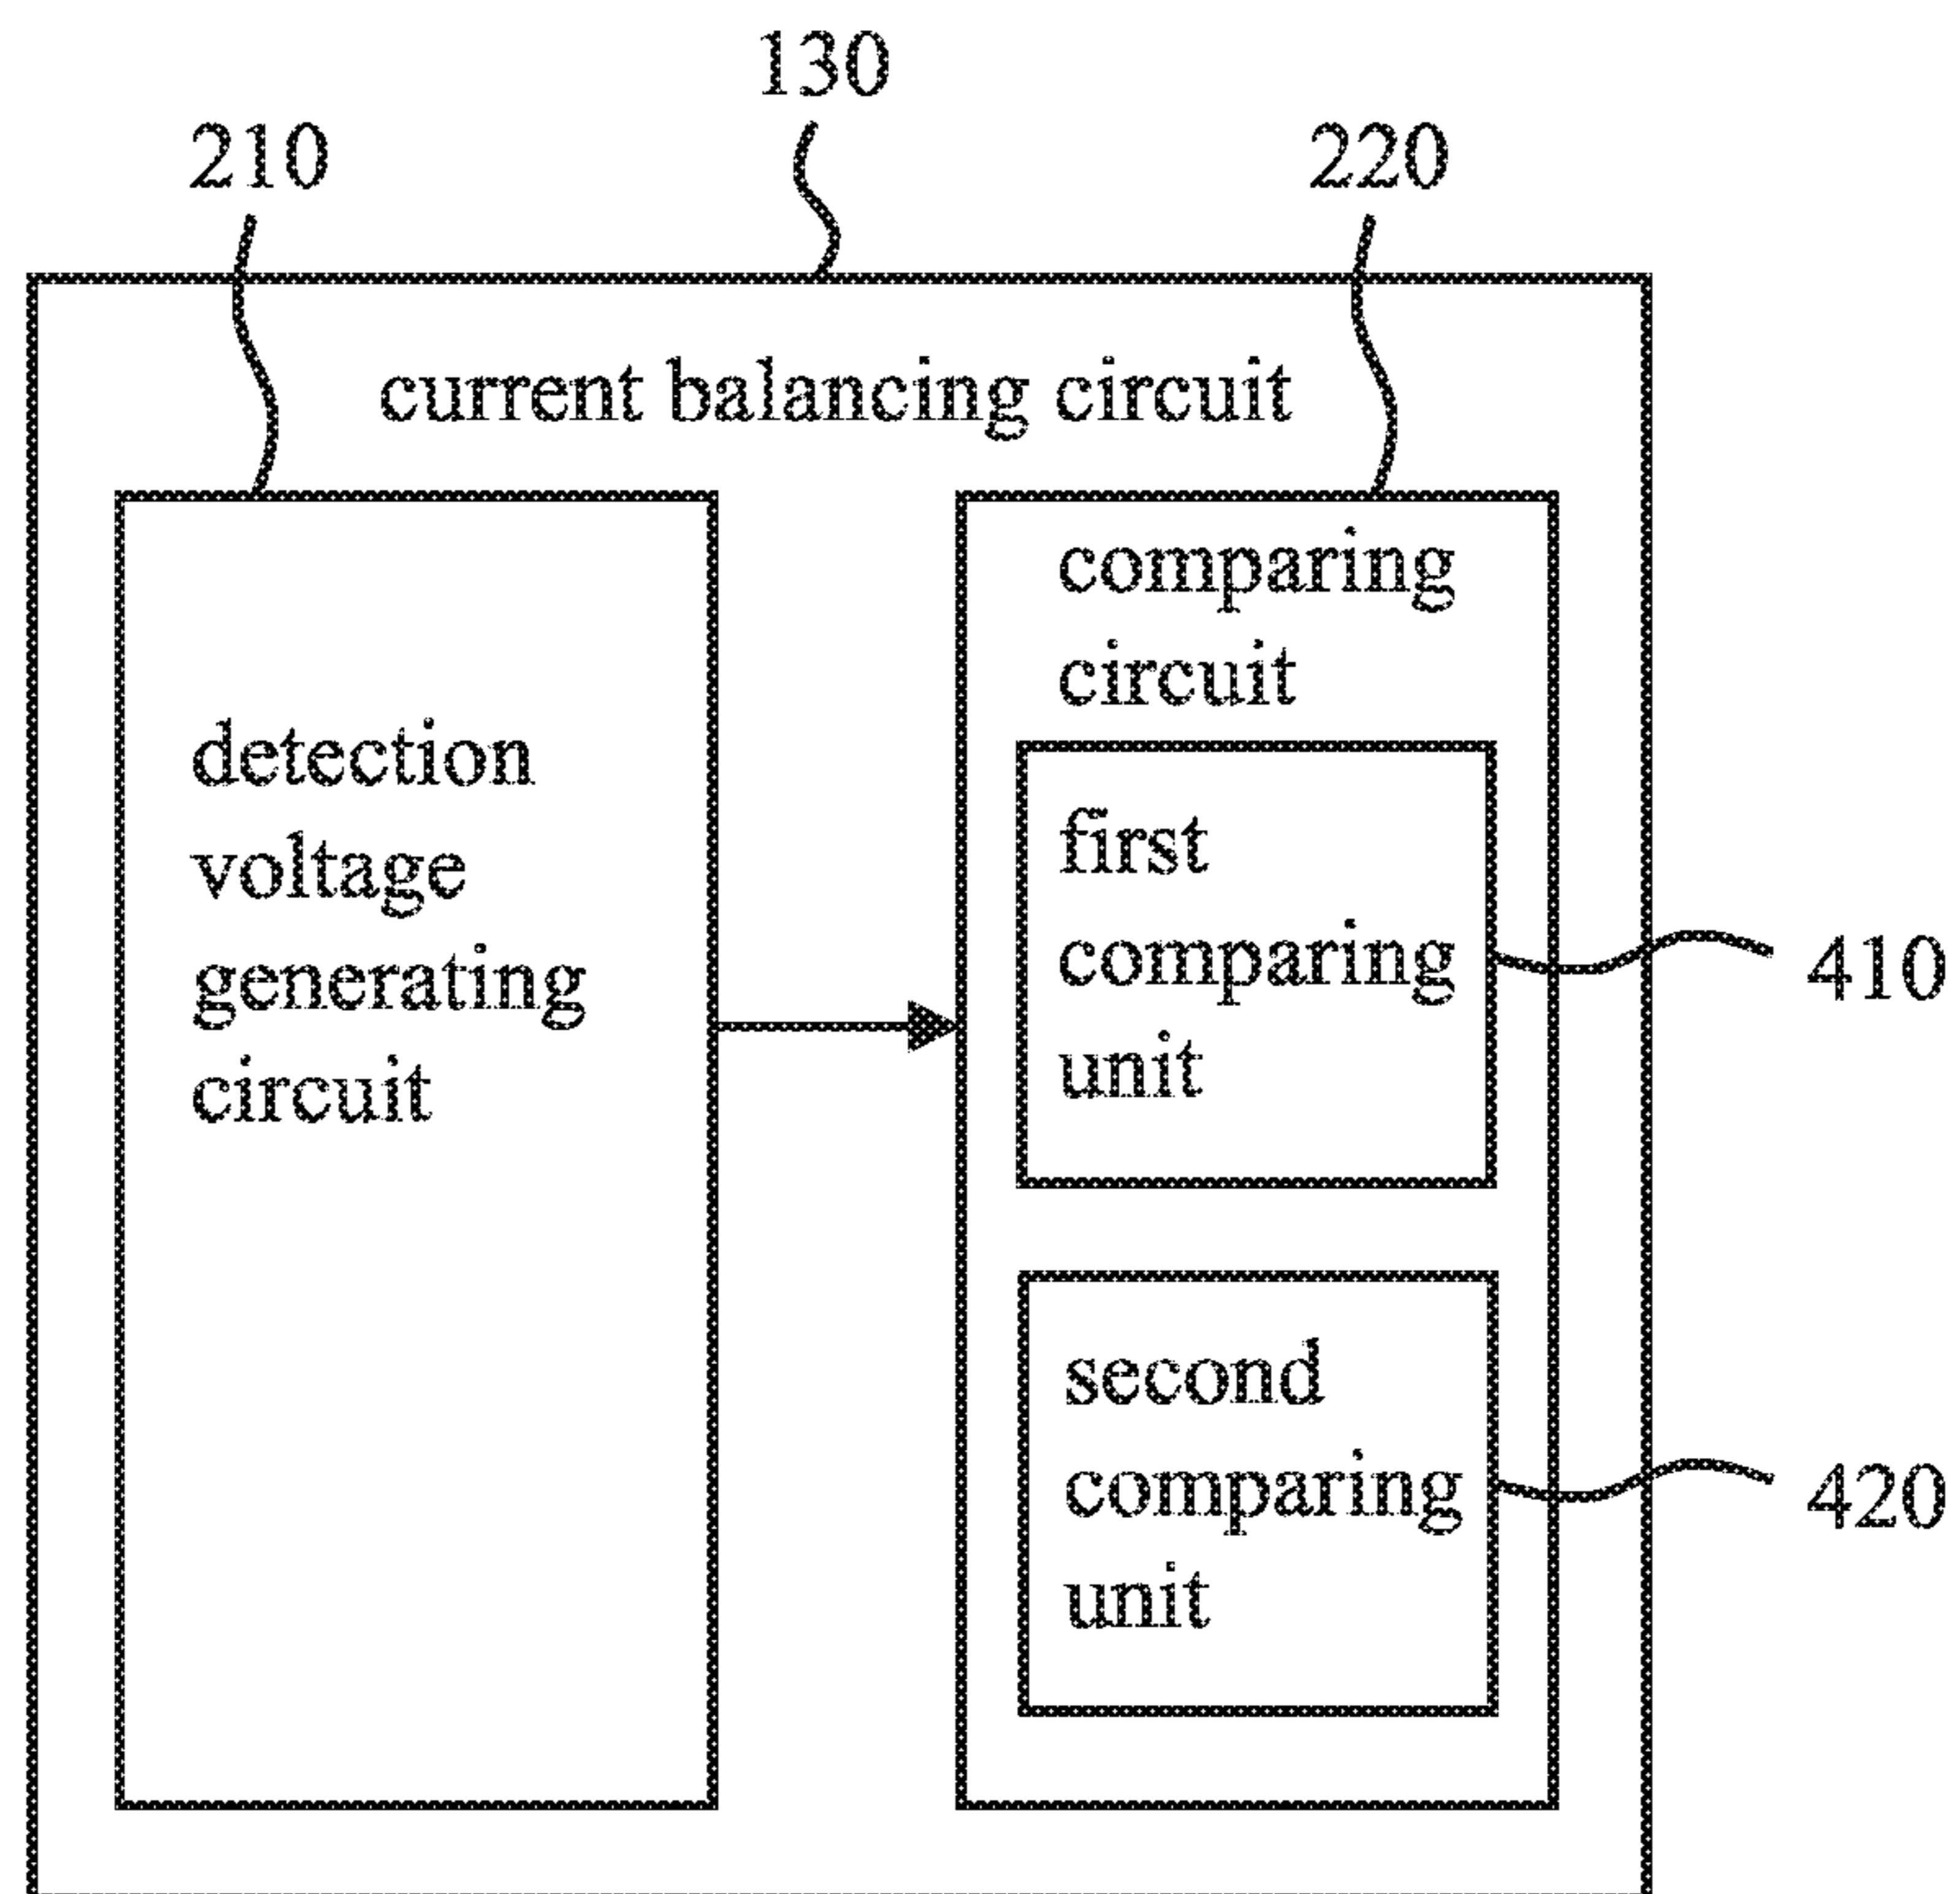 130
210
220
current balancing circuit
detection
voltage
generating
circuit
comparing
circuit
first
comparing
unit
410
second
comparing
unit
420